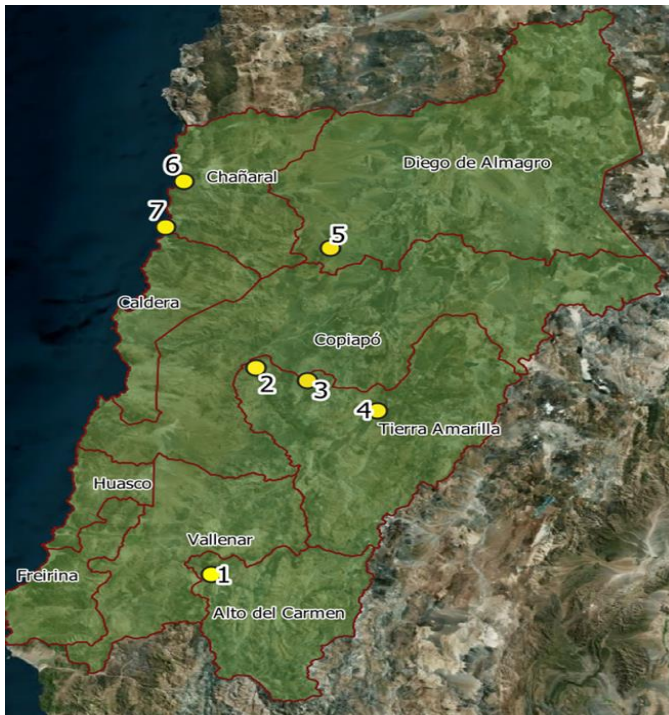 Diego de Almagro
6
Chañaral
7
5
Caldera
Copiapó
2
3
4
Tierra Amarilla
Huasco
Vallenar
Freirina
1
Alto del Carmen